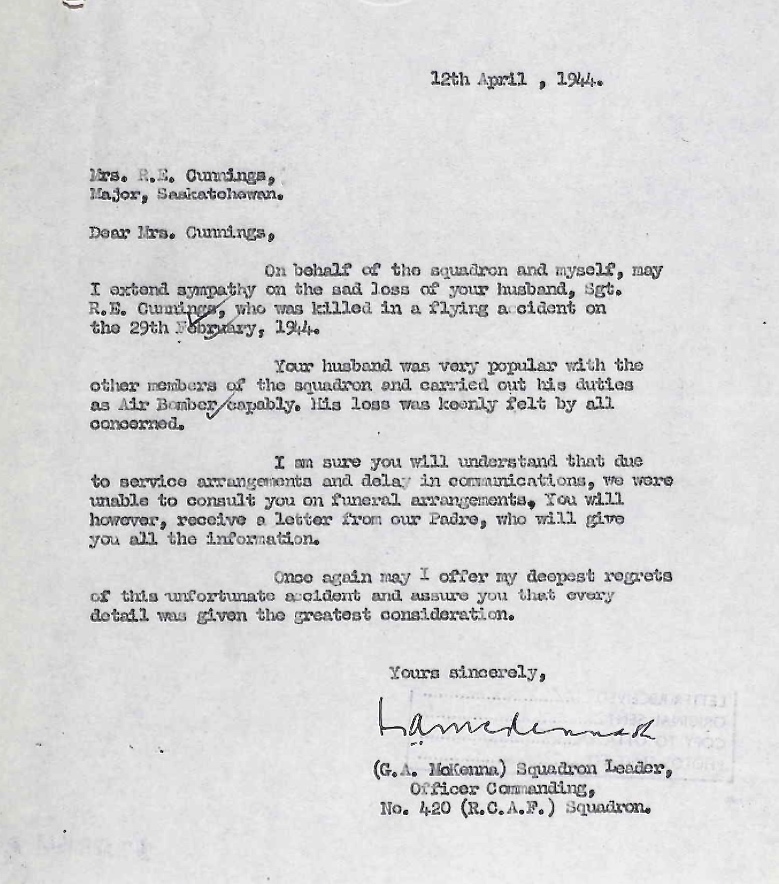 12th April , 1944.
Mrs. R.E. Cunnings,
Major, Saskatchewan.
Dear Mrs. Cunnings,
On behalf of the squadron and myself, may
I extend sympathy on the sad loss of your husband, Sgt.
R.E. Cunnings, who was killed in a flying accident on
the 29th February, 1944.
Your husband was very popular with the
other members of the squadron and carried out his duties
as Air Bomber capably. His loss was keenly felt by all
concerned.
I am sure you will understand that due
to service arrangements and delay in communications, we were
unable to consult you on funeral arrangements, You will
however, receive a letter from our Padre, who will give
you all the information.
Once again may I offer my deepest regrets
of this unfortunate accident and assure you that every
detail was given the greatest consideration.
Yours sincerely,
(G.A. McKenna) Squadron Leader,
Officer Commanding,
No. 420 (R.C.A.F.) Squadron.